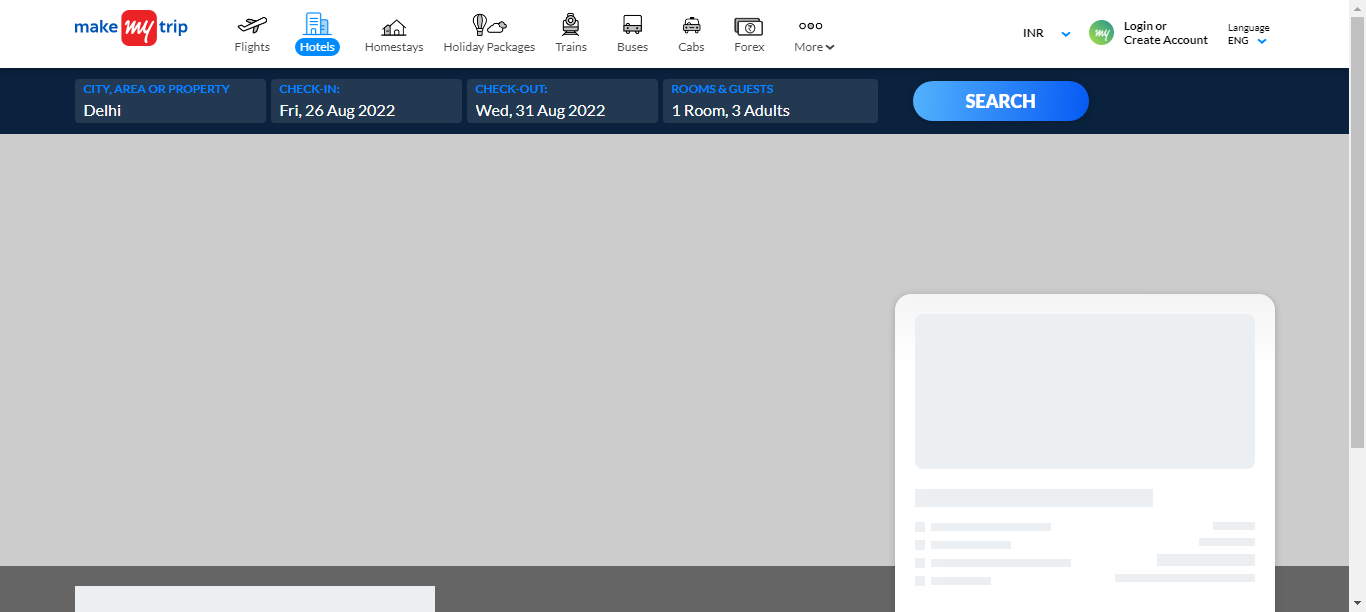 make my trip
Flights
Hotels
Homestays
Holiday Packages
Trains
Buses
Cabs
Forex
More
INR
my
Login or
Create Account
Language
ENG
CITY, AREA OR PROPERTY
Delhi
CHECK-IN:
Fri, 26 Aug 2022
CHECK-OUT:
Wed, 31 Aug 2022
ROOMS & GUESTS
1 Room, 3 Adults
SEARCH